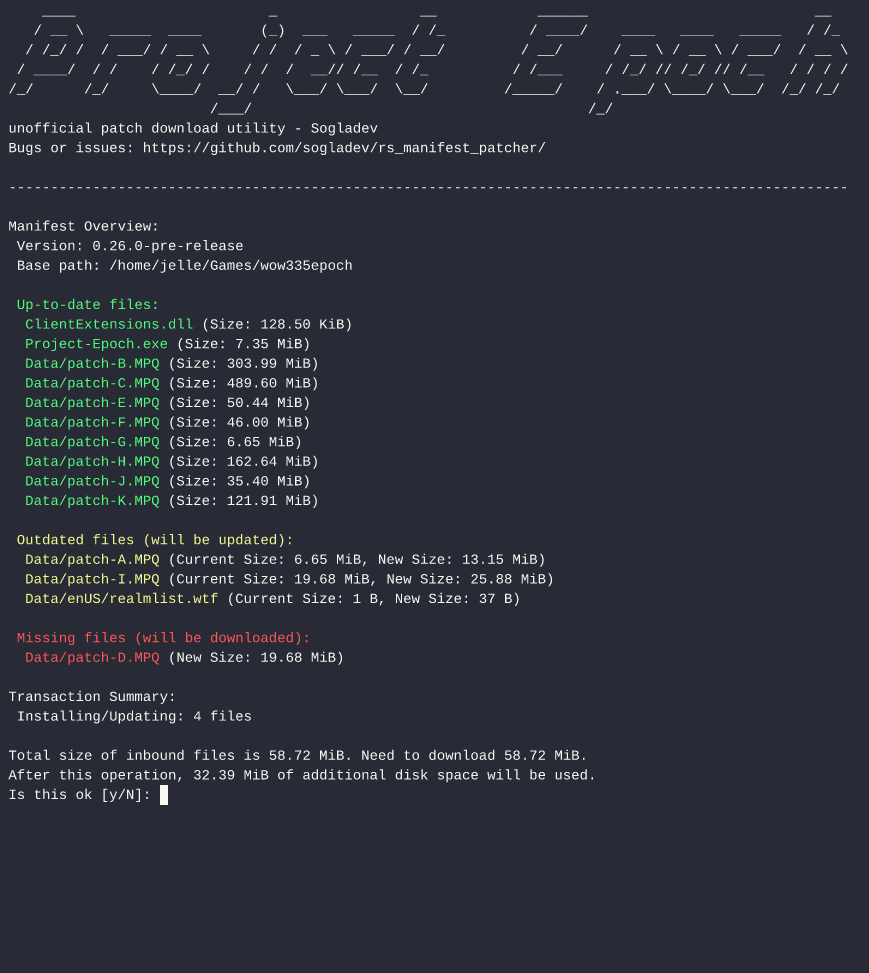 Project Epoch
unofficial patch download utility - Sogladev
Bugs or issues: https://github.com/sogladev/rs_manifest_patcher/
----------------------------------------------------------------------------------------------------
Manifest Overview:
Version: 0.26.0-pre-release
Base path: /home/jelle/Games/wow335epoch
Up-to-date files:
ClientExtensions.dll (Size: 128.50 KiB)
Project-Epoch.exe (Size: 7.35 MiB)
Data/patch-B.MPQ (Size: 303.99 MiB)
Data/patch-C.MPQ (Size: 489.60 MiB)
Data/patch-E.MPQ (Size: 50.44 MiB)
Data/patch-F.MPQ (Size: 46.00 MiB)
Data/patch-G.MPQ (Size: 6.65 MiB)
Data/patch-H.MPQ (Size: 162.64 MiB)
Data/patch-J.MPQ (Size: 35.40 MiB)
Data/patch-K.MPQ (Size: 121.91 MiB)
Outdated files (will be updated):
Data/patch-A.MPQ (Current Size: 6.65 MiB, New Size: 13.15 MiB)
Data/patch-I.MPQ (Current Size: 19.68 MiB, New Size: 25.88 MiB)
Data/enUS/realmlist.wtf (Current Size: 1 B, New Size: 37 B)
Missing files (will be downloaded):
Data/patch-D.MPQ (New Size: 19.68 MiB)
Transaction Summary:
Installing/Updating: 4 files
Total size of inbound files is 58.72 MiB. Need to download 58.72 MiB.
After this operation, 32.39 MiB of additional disk space will be used.
Is this ok [y/N]: